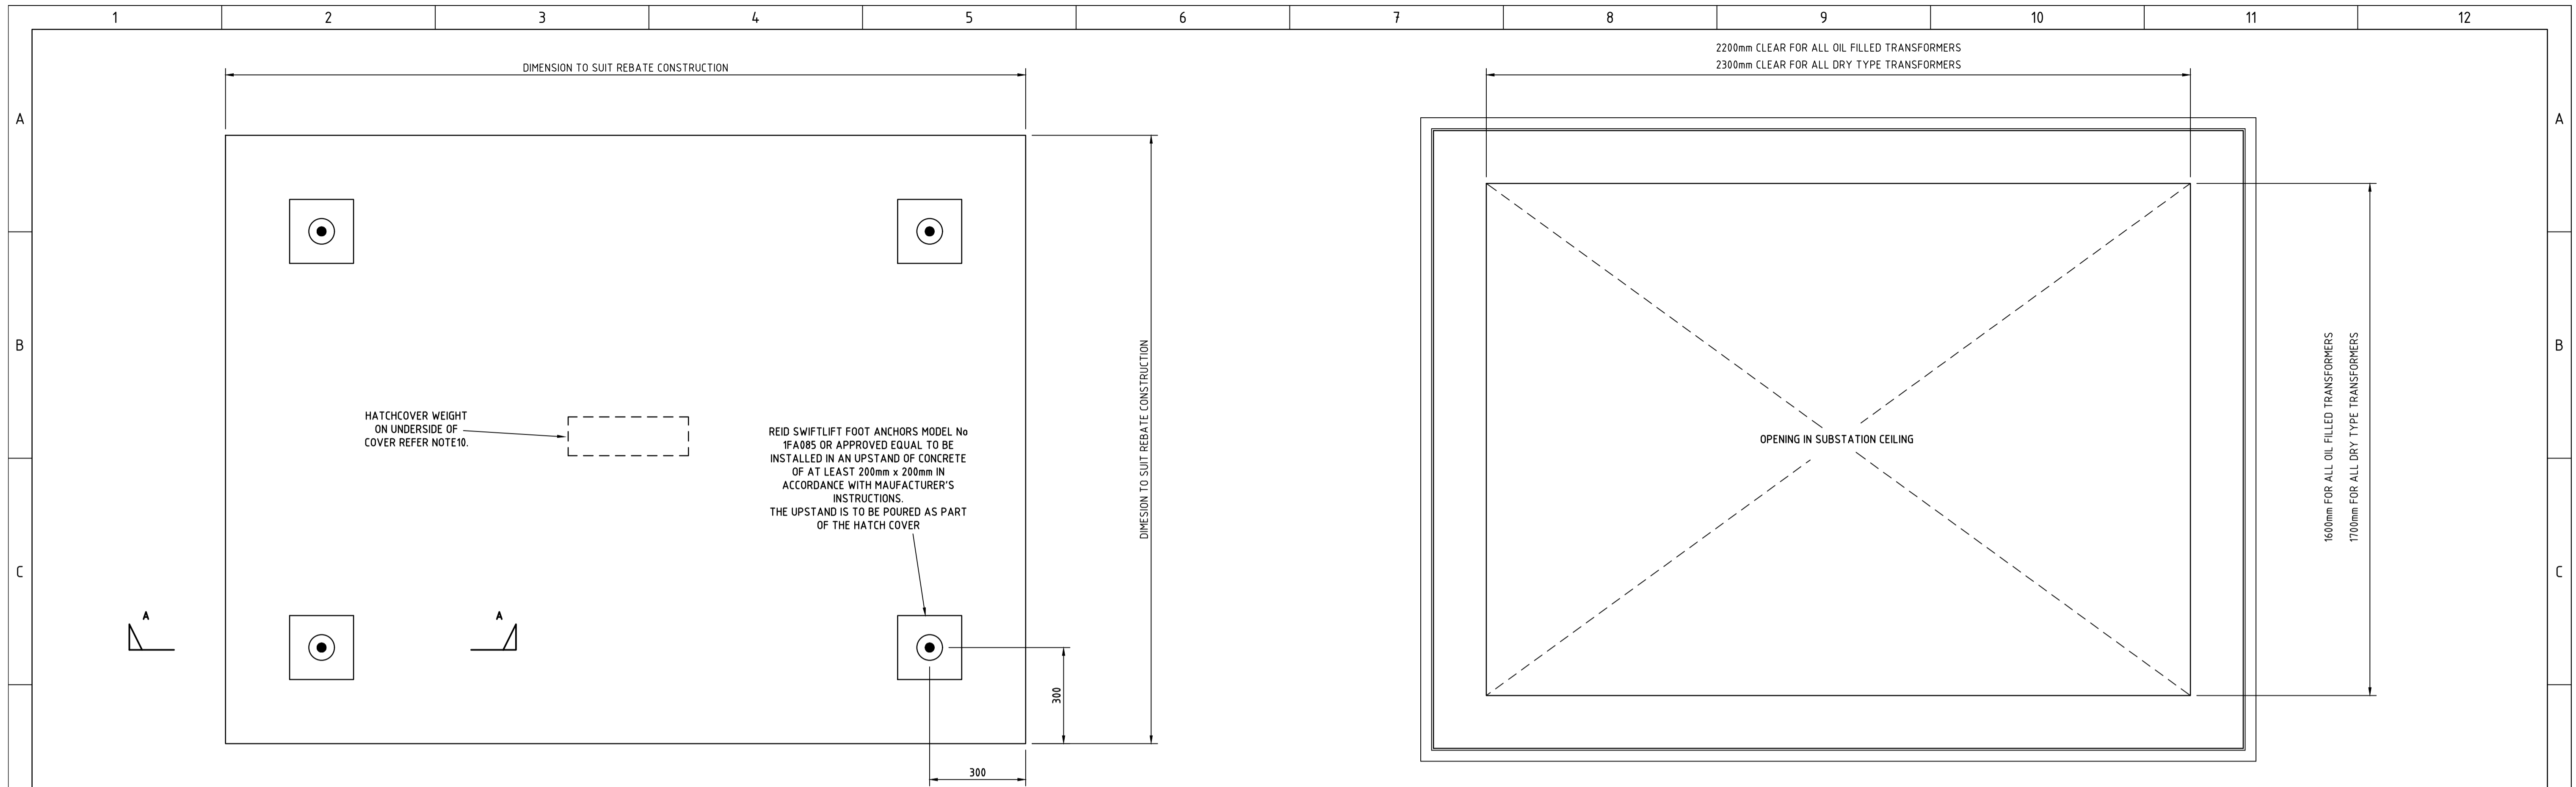 1 2 3 4 5 6 7 8 9 10 11 12
2200mm CLEAR FOR ALL OIL FILLED TRANSFORMERS
2300mm CLEAR FOR ALL DRY TYPE TRANSFORMERS
DIMENSION TO SUIT REBATE CONSTRUCTION
A
A
B
B
C
C
HATCHCOVER WEIGHT
ON UNDERSIDE OF
COVER REFER NOTE10.
REID SWIFTLIFT FOOT ANCHORS MODEL No
1FA085 OR APPROVED EQUAL TO BE
INSTALLED IN AN UPSTAND OF CONCRETE
OF AT LEAST 200mm x 200mm IN
ACCORDANCE WITH MAUFACTURER'S
INSTRUCTIONS.
THE UPSTAND IS TO BE POURED AS PART
OF THE HATCH COVER
DIMESION TO SUIT REBATE CONSTRUCTION
A
A
300
300
OPENING IN SUBSTATION CEILING
1600mm FOR ALL OIL FILLED TRANSFORMERS
1700mm FOR ALL DRY TYPE TRANSFORMERS